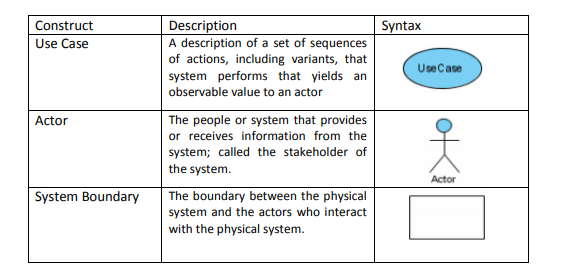 Construct Description Syntax
Use Case A description of a set of sequences
of actions, including variants, that
system performs that yields an
observable value to an actor
UseCase
Actor The people or system that provides
or receives information from the
system; called the stakeholder of
the system.
Actor
System Boundary The boundary between the physical
system and the actors who interact
with the physical system.